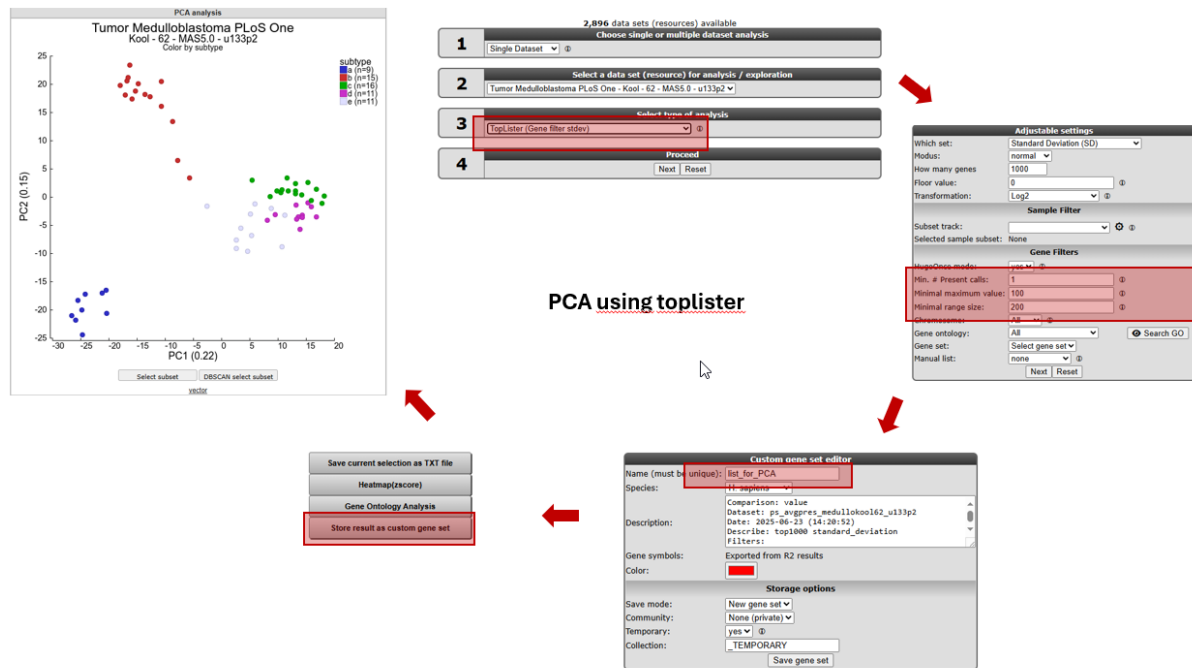 PCA analysis
Tumor Medulloblastoma PLoS One
Kool - 62 - MAS5.0 - u133p2
Color by subtype
subtype
a (n=9)
b (n=15)
c (n=16)
d (n=11)
e (n=11)
25
20
15
10
5
0
-5
-10
-15
-20
-25
PC2 (0.15)
-30 -25 -20 -15 -10 -5 0 5 10 15 20
PC1 (0.22)
Select subset DBSCAN select subset
vector
2,896 data sets (resources) available
1 Choose single or multiple dataset analysis
Single Dataset
2 Select a data set (resource) for analysis / exploration
Tumor Medulloblastoma PLoS One - Kool - 62 - MAS5.0 - u133p2
3 Select type of analysis
TopLister (Gene filter stdev)
4 Proceed
Next Reset
Adjustable settings
Which set: Standard Deviation (SD)
Modus: normal
How many genes 1000
Floor value: 0
Transformation: Log2
Sample Filter
Subset track:
Selected sample subset: None
Gene Filters
HugoOnce mode: yes
Min. # Present calls: 1
Minimal maximum value: 100
Minimal range size: 200
Chromosome: All
Gene ontology: All Search GO
Gene set: Select gene set
Manual list: none
Next Reset
PCA using toplister
Save current selection as TXT file
Heatmap(zscore)
Gene Ontology Analysis
Store result as custom gene set
Custom gene set editor
Name (must be unique): list_for_PCA
Species: H. sapiens
Description:
Comparison: value
Dataset: ps_avgpres_medullokool62_u133p2
Date: 2025-06-23 (14:20:52)
Describe: top1000 standard_deviation
Filters:
Gene symbols: Exported from R2 results
Color:
Storage options
Save mode: New gene set
Community: None (private)
Temporary: yes
Collection: _TEMPORARY
Save gene set